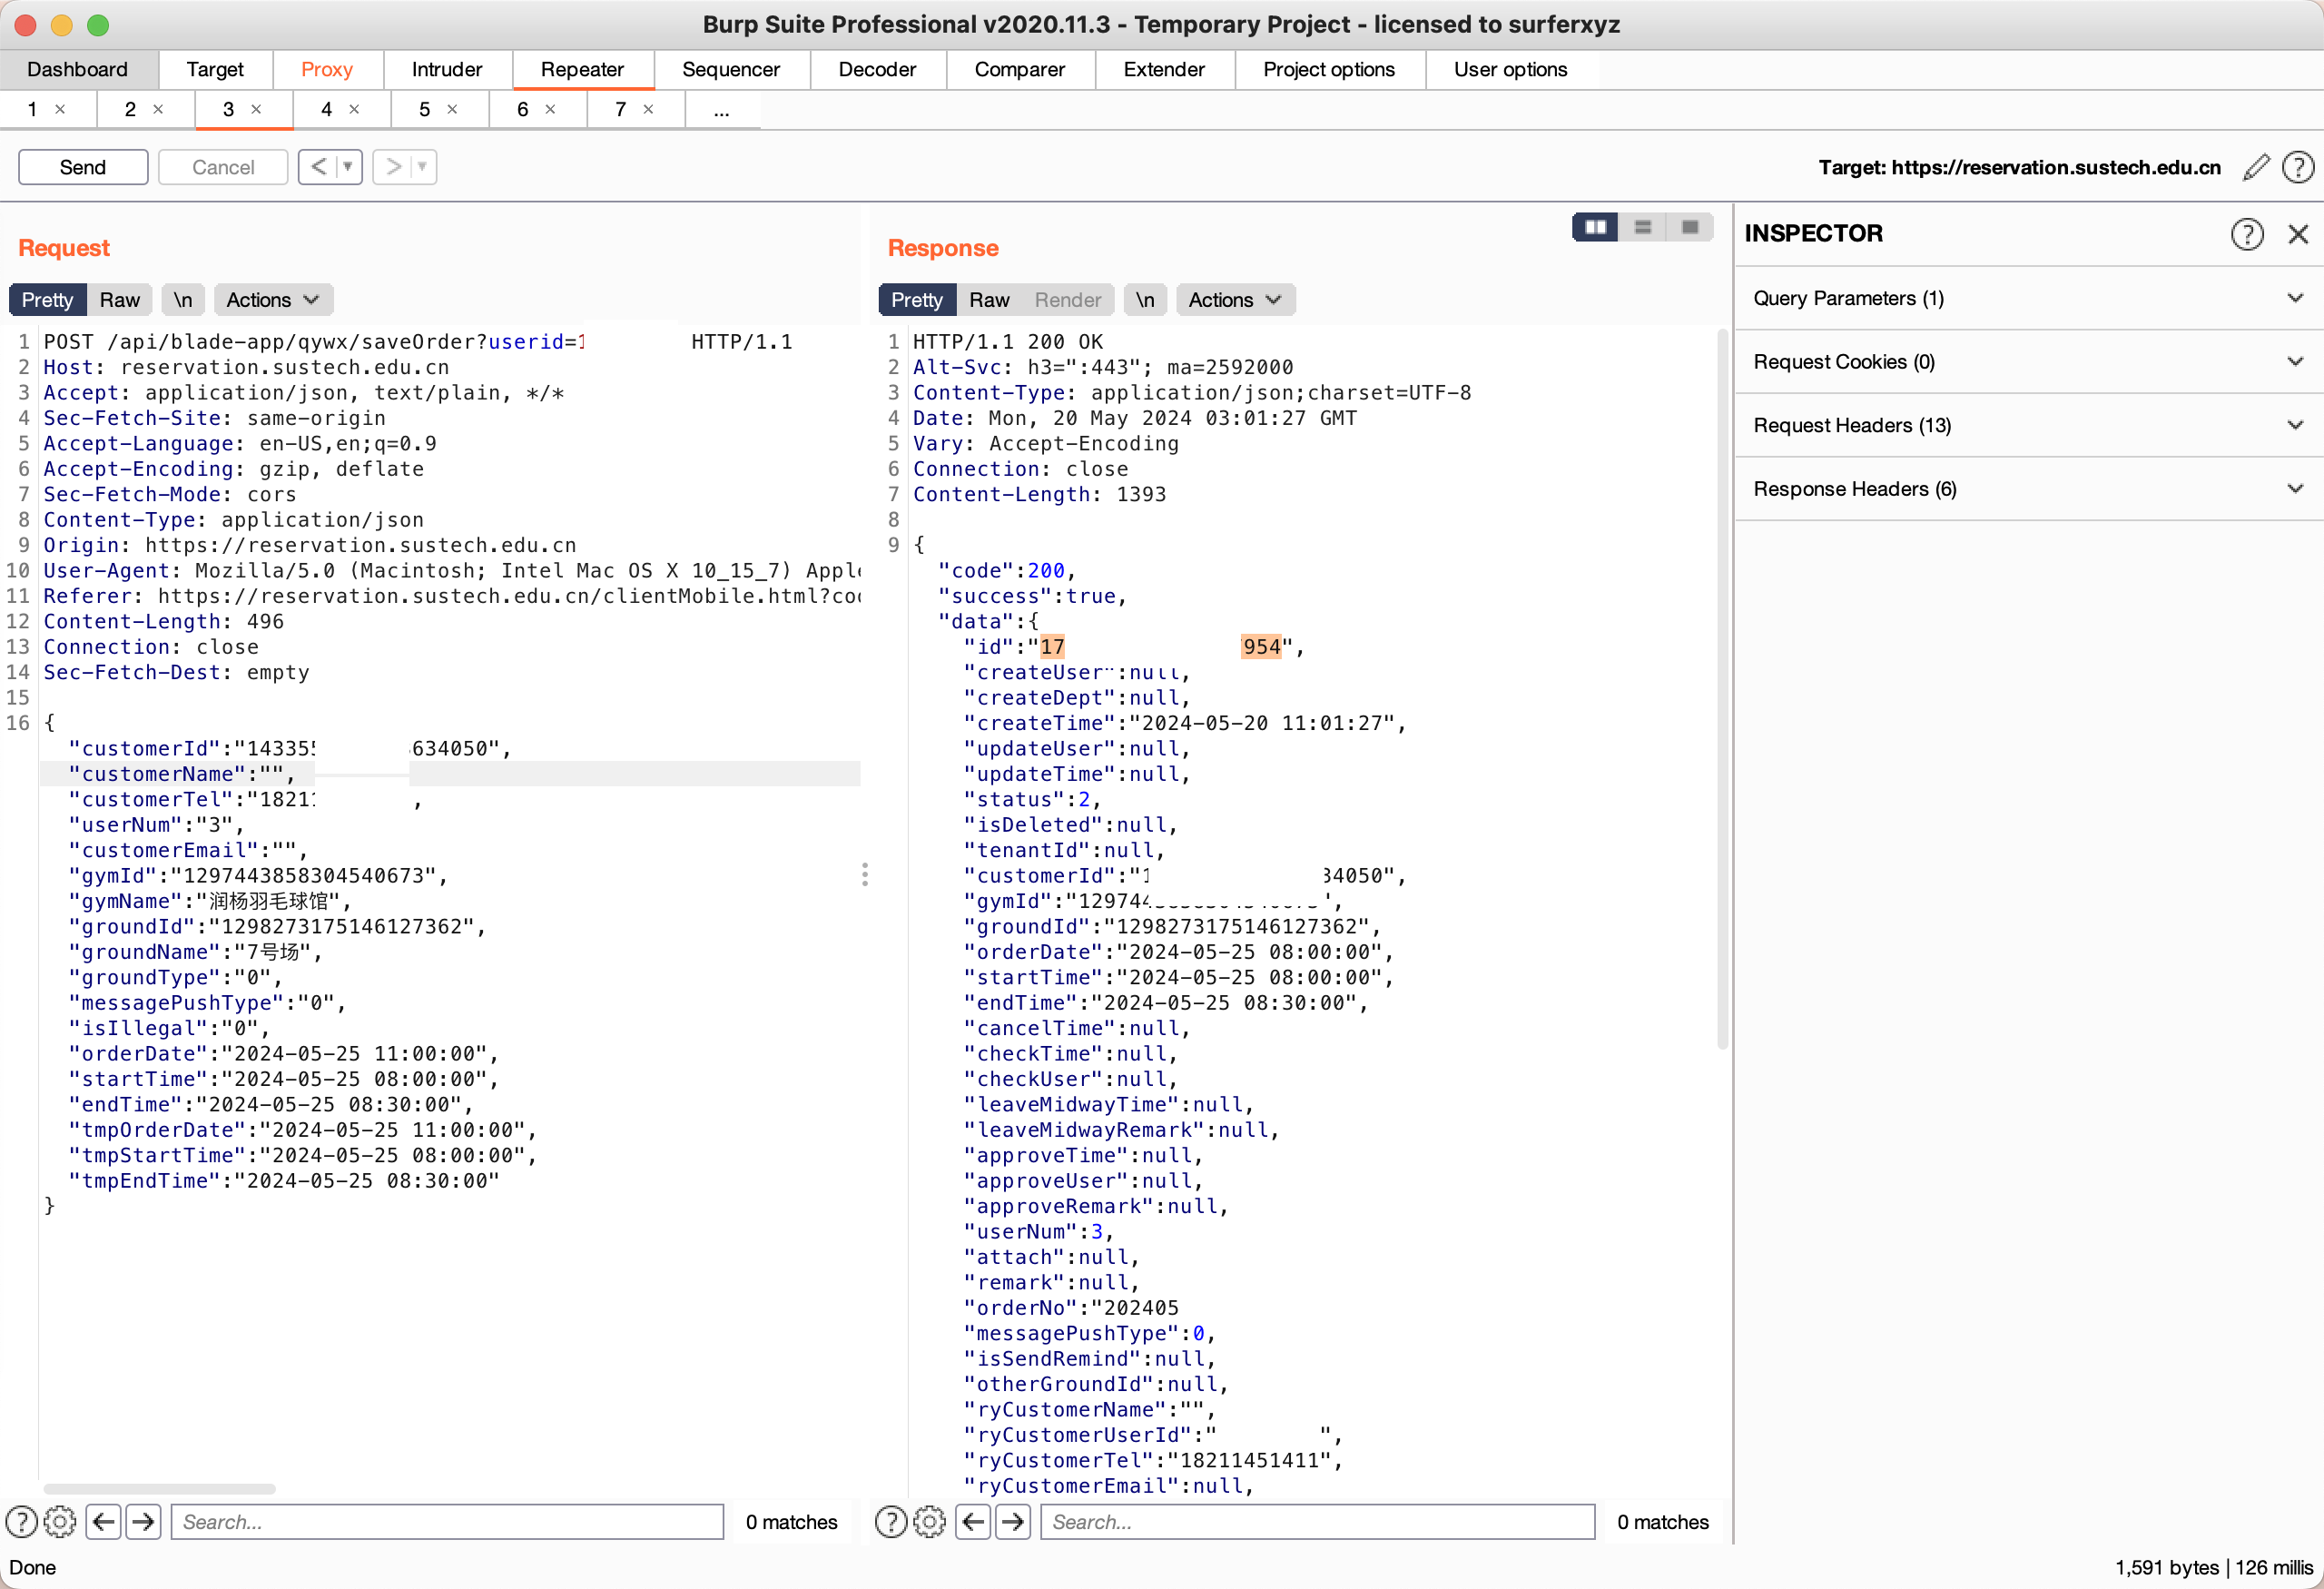 Burp Suite Professional v2020.11.3 - Temporary Project - licensed to surferxyz
Dashboard Target Proxy Intruder Repeater Sequencer Decoder Comparer Extender Project options User options
1 × 2 × 3 × 4 × 5 × 6 × 7 × ...
Send Cancel < > Target: https://reservation.sustech.edu.cn
Request
Pretty Raw \n Actions
1 POST /api/blade-app/qywx/saveOrder?userid=1 HTTP/1.1
2 Host: reservation.sustech.edu.cn
3 Accept: application/json, text/plain, */*
4 Sec-Fetch-Site: same-origin
5 Accept-Language: en-US,en;q=0.9
6 Accept-Encoding: gzip, deflate
7 Sec-Fetch-Mode: cors
8 Content-Type: application/json
9 Origin: https://reservation.sustech.edu.cn
10 User-Agent: Mozilla/5.0 (Macintosh; Intel Mac OS X 10_15_7) Apple
11 Referer: https://reservation.sustech.edu.cn/clientMobile.html?co
12 Content-Length: 496
13 Connection: close
14 Sec-Fetch-Dest: empty
15
16 {
"customerId":"143355 634050",
"customerName":"",
"customerTel":"18211 ,
"userNum":"3",
"customerEmail":"",
"gymId":"1297443858304540673",
"gymName":"润杨羽毛球馆",
"groundId":"1298273175146127362",
"groundName":"7号场",
"groundType":"0",
"messagePushType":"0",
"isIllegal":"0",
"orderDate":"2024-05-25 11:00:00",
"startTime":"2024-05-25 08:00:00",
"endTime":"2024-05-25 08:30:00",
"tmpOrderDate":"2024-05-25 11:00:00",
"tmpStartTime":"2024-05-25 08:00:00",
"tmpEndTime":"2024-05-25 08:30:00"
}
Search... 0 matches
Response
Pretty Raw Render \n Actions
1 HTTP/1.1 200 OK
2 Alt-Svc: h3=":443"; ma=2592000
3 Content-Type: application/json;charset=UTF-8
4 Date: Mon, 20 May 2024 03:01:27 GMT
5 Vary: Accept-Encoding
6 Connection: close
7 Content-Length: 1393
8
9 {
"code":200,
"success":true,
"data":{
"id":"17 954",
"createUser":null,
"createDept":null,
"createTime":"2024-05-20 11:01:27",
"updateUser":null,
"updateTime":null,
"status":2,
"isDeleted":null,
"tenantId":null,
"customerId":"1 34050",
"gymId":"12974 ",
"groundId":"1298273175146127362",
"orderDate":"2024-05-25 08:00:00",
"startTime":"2024-05-25 08:00:00",
"endTime":"2024-05-25 08:30:00",
"cancelTime":null,
"checkTime":null,
"checkUser":null,
"leaveMidwayTime":null,
"leaveMidwayRemark":null,
"approveTime":null,
"approveUser":null,
"approveRemark":null,
"userNum":3,
"attach":null,
"remark":null,
"orderNo":"202405
"messagePushType":0,
"isSendRemind":null,
"otherGroundId":null,
"ryCustomerName":"",
"ryCustomerUserId":" ",
"ryCustomerTel":"18211451411",
"ryCustomerEmail":null,
Search... 0 matches
INSPECTOR
Query Parameters (1)
Request Cookies (0)
Request Headers (13)
Response Headers (6)
Done 1,591 bytes | 126 millis